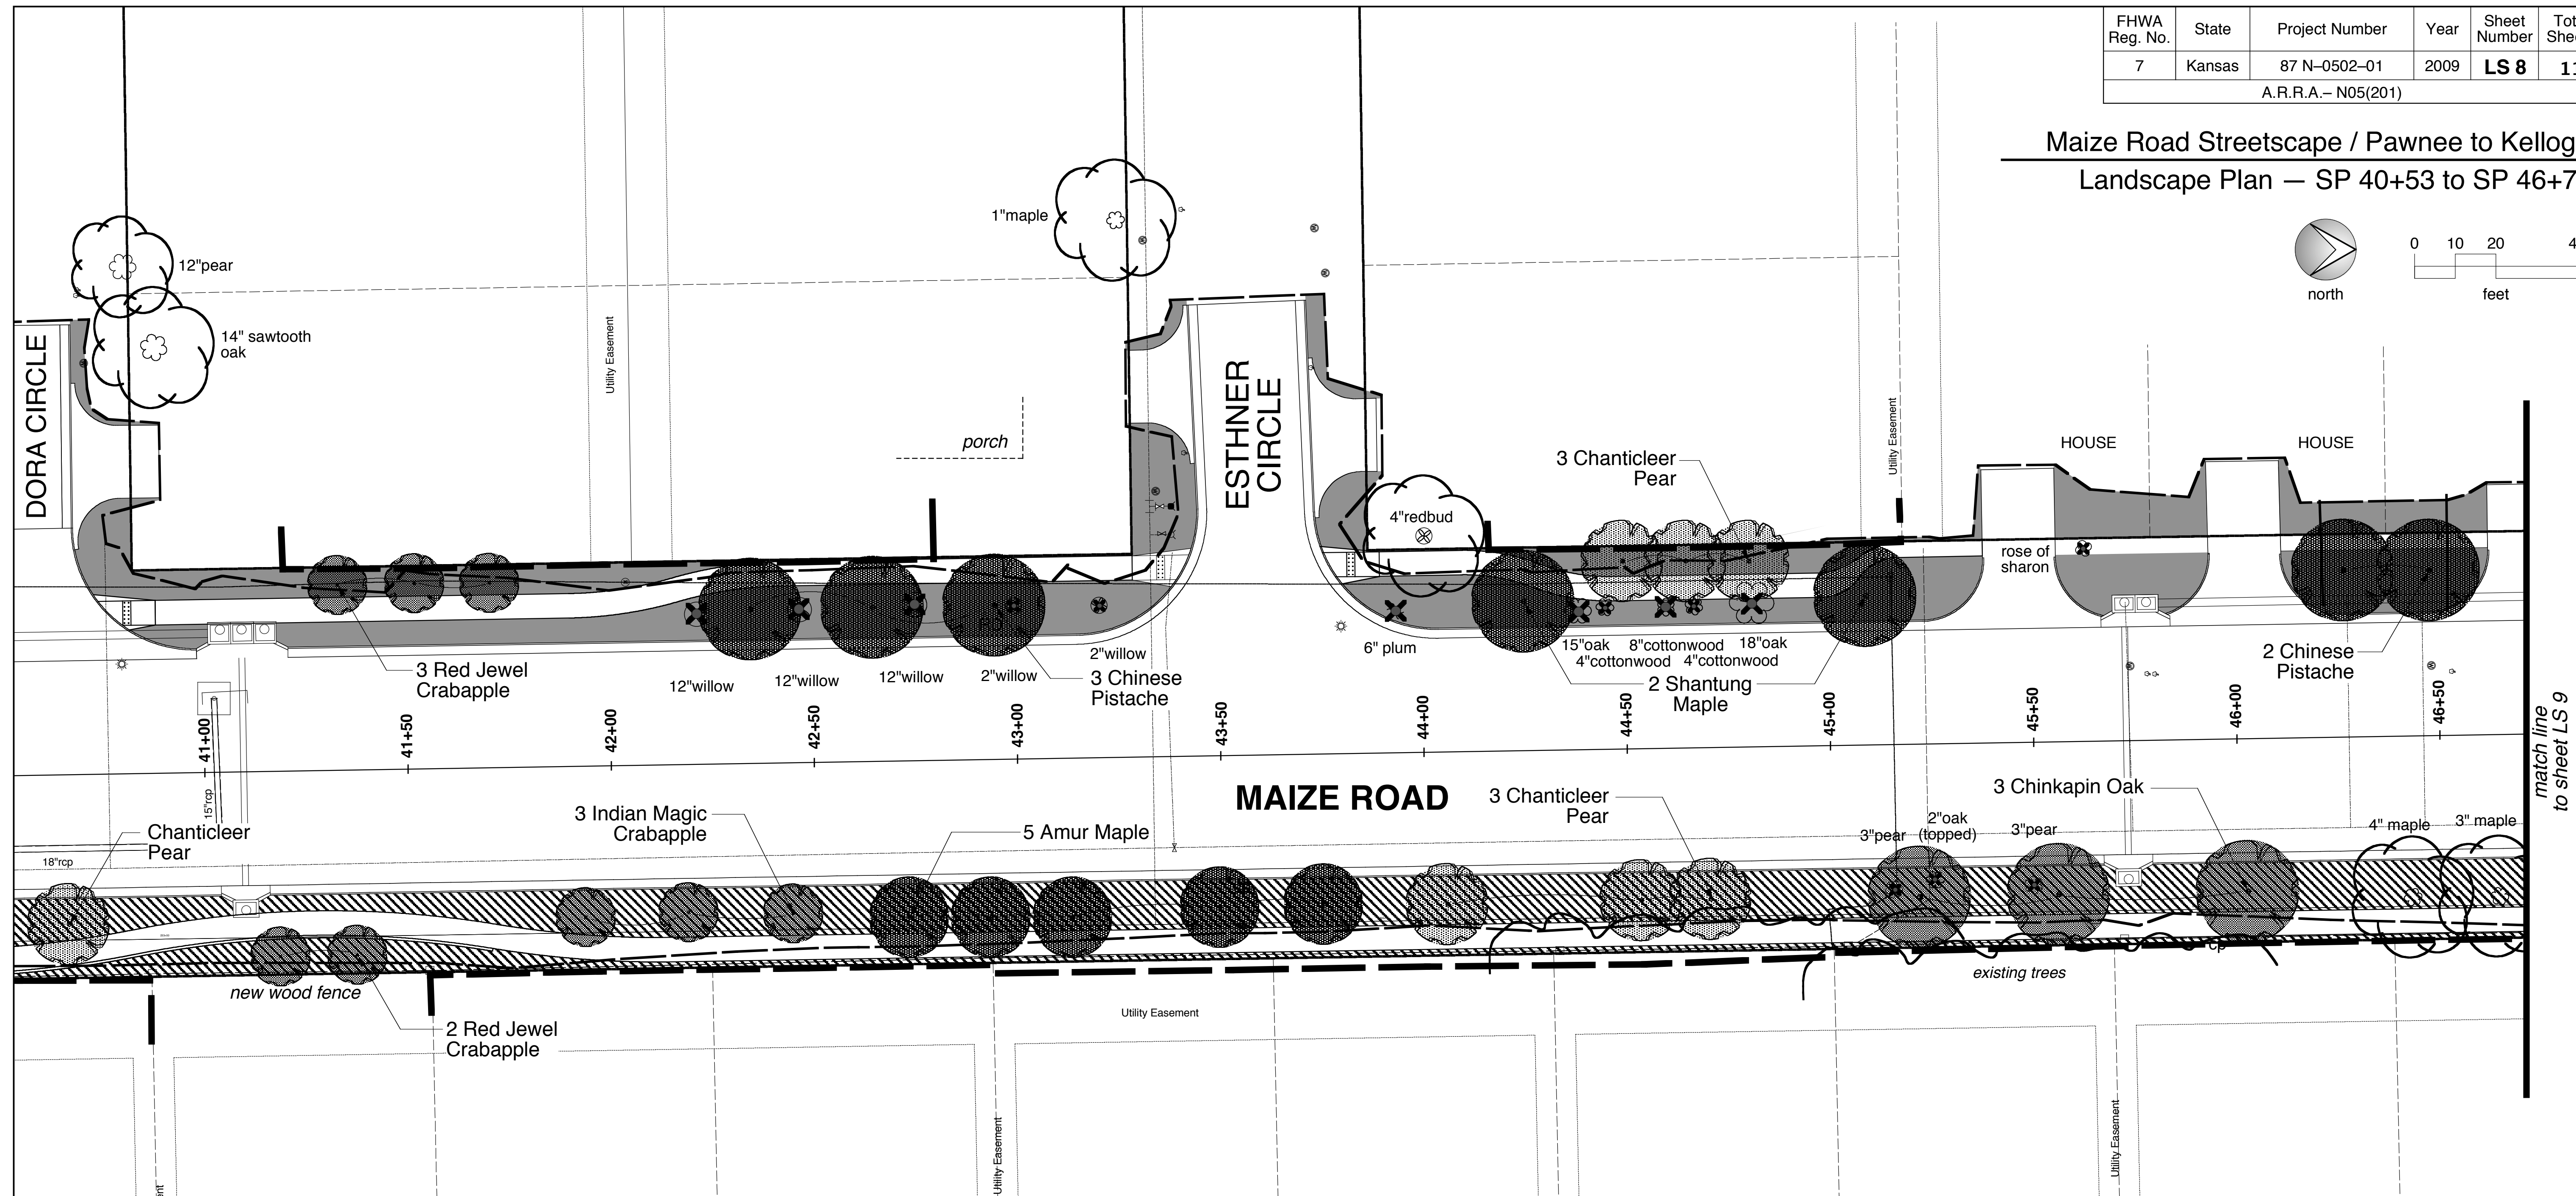 FHWA Reg. No. State Project Number Year Sheet Number
7 Kansas 87 N–0502–01 2009 LS 8
A.R.R.A.– N05(201)
Maize Road Streetscape / Pawnee to
Landscape Plan — SP 40+53 to SP
0 10 20
north
feet
1"maple
12"pear
14" sawtooth
oak
DORA CIRCLE
Utility Easement
porch
ESTHNER
CIRCLE
4"redbud
3 Chanticleer
Pear
Utility Easement
HOUSE
HOUSE
rose of
sharon
3 Red Jewel
Crabapple
12"willow
12"willow
12"willow
2"willow
2"willow
3 Chinese
Pistache
6" plum
15"oak
8"cottonwood
18"oak
4"cottonwood
4"cottonwood
2 Shantung
Maple
2 Chinese
Pistache
41+00
41+50
42+00
42+50
43+00
43+50
44+00
44+50
45+00
45+50
46+00
46+50
match line
to sheet LS 9
15"rcp
MAIZE ROAD
Chanticleer
Pear
18"rcp
3 Indian Magic
Crabapple
5 Amur Maple
3 Chanticleer
Pear
3 Chinkapin Oak
3"pear
2"oak
(topped)
3"pear
4" maple
3" maple
new wood fence
existing trees
2 Red Jewel
Crabapple
Utility Easement
Utility Easement
Utility Easement